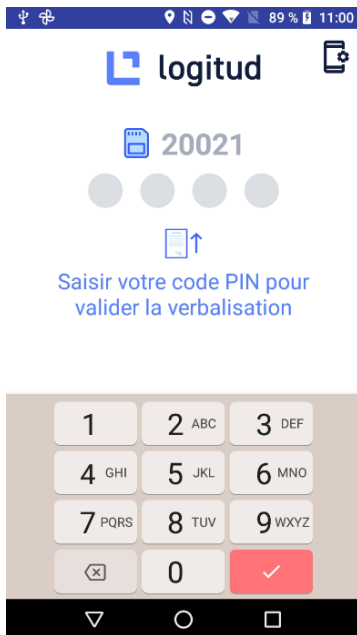 89 % 11:00
logitud
20021
Saisir votre code PIN pour
valider la verbalisation
1 2 ABC 3 DEF
4 GHI 5 JKL 6 MNO
7 PQRS 8 TUV 9 WXYZ
0